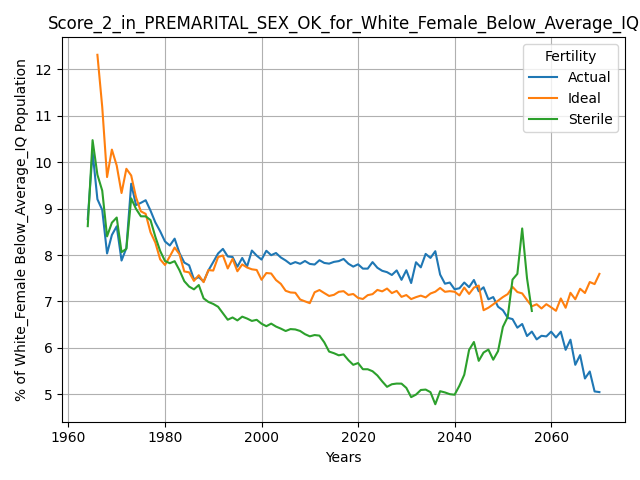 Score_2_in_PREMARITAL_SEX_OK_for_White_Female_Below_Average_IQ
% of White_Female Below_Average_IQ Population
12
11
10
9
8
7
6
5
Fertility
Actual
Ideal
Sterile
1960 1980 2000 2020 2040 2060
Years